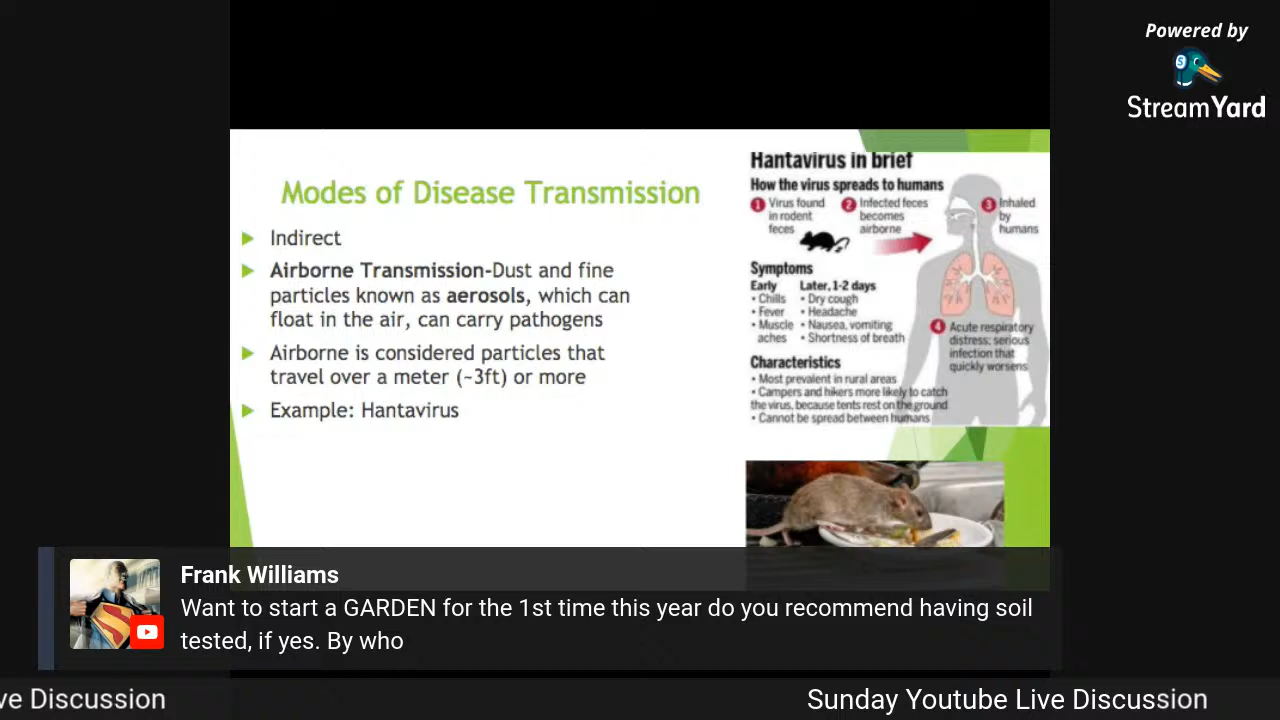 Powered by
StreamYard
Modes of Disease Transmission
Indirect
Airborne Transmission-Dust and fine
particles known as aerosols, which can
float in the air, can carry pathogens
Airborne is considered particles that
travel over a meter (~3ft) or more
Example: Hantavirus
Hantavirus in brief
How the virus spreads to humans
1 Virus found
in rodent
feces
2 Infected feces
becomes
airborne
3 Inhaled
by
humans
Symptoms
Early
• Chills
• Fever
• Muscle
aches
Later, 1-2 days
• Dry cough
• Headache
• Nausea, vomiting
• Shortness of breath
4 Acute respiratory
distress; serious
infection that
quickly worsens
Characteristics
• Most prevalent in rural areas
• Campers and hikers more likely to catch
the virus, because tents rest on the ground
• Cannot be spread between humans
Frank Williams
Want to start a GARDEN for the 1st time this year do you recommend having soil
tested, if yes. By who
ve Discussion
Sunday Youtube Live Discussion